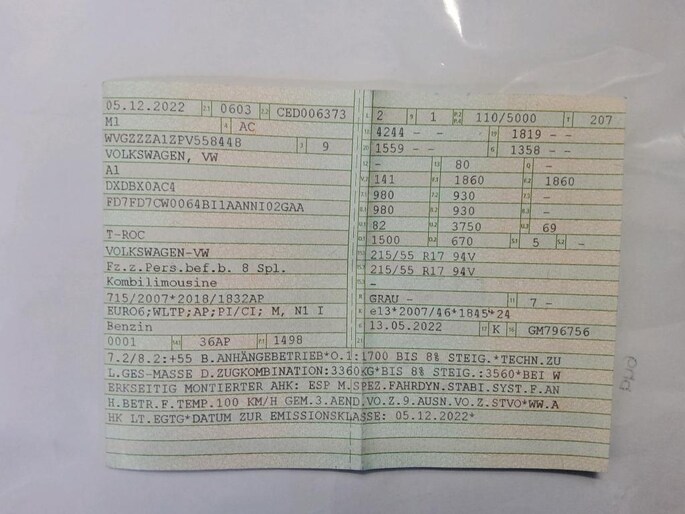 05.12.2022 0603 CED006373
M1 AC
WVGZZZA1ZPV558448 9
VOLKSWAGEN, VW
A1
DXDBX0AC4
FD7FD7CW0064BI1AANNI02GAA
T-ROC
VOLKSWAGEN-VW
Fz.z.Pers.bef.b. 8 Spl.
Kombilimousine
715/2007*2018/1832AP
EURO6;WLTP;AP;PI/CI; M, N1 I
Benzin
0001 36AP 1498
2 1 110/5000 207
4244 - - 1819 - -
1559 - - 1358 - -
- 80 -
141 1860 1860
980 930 -
980 930 -
82 3750 69
1500 670 5 -
215/55 R17 94V
215/55 R17 94V
-
GRAU - 7 -
e13*2007/46*1845*24
13.05.2022 K GM796756
7.2/8.2:+55 B.ANHÄNGEBETRIEB*O.1:1700 BIS 8% STEIG.*TECHN.ZU
L.GES-MASSE D.ZUGKOMBINATION:3360KG*BIS 8% STEIG.:3560*BEI W
ERKSEITIG MONTIERTER AHK: ESP M.SPEZ.FAHRDYN.STABI.SYST.F.AN
H.BETR.F.TEMP.100 KM/H GEM.3.AEND.VO.Z.9.AUSN.VO.Z.STVO*WW.A
HK LT.EGTG*DATUM ZUR EMISSIONSKLASSE: 05.12.2022*